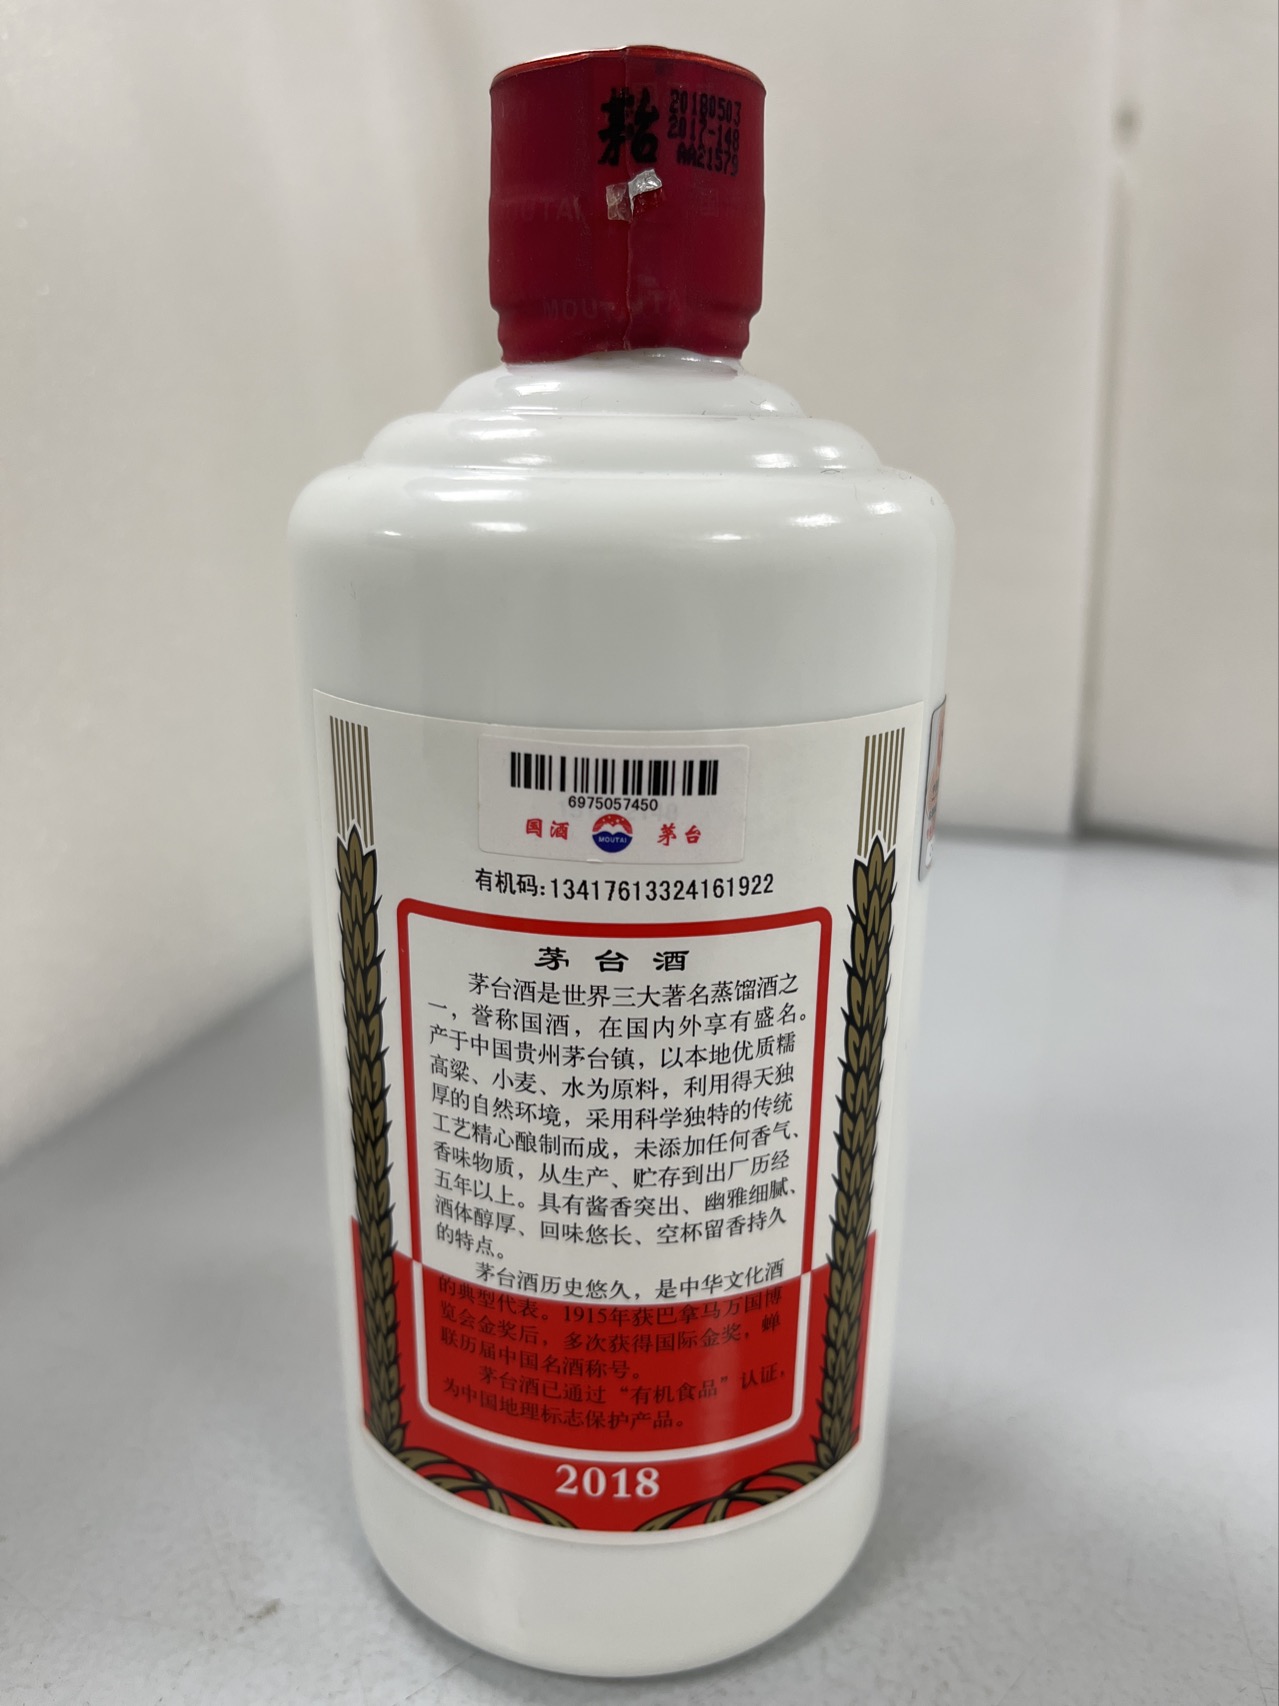 茅台
20180503
2017-148
AA21579
MOUTAI
6975057450
国酒 MOUTAI 茅台
有机码:13417613324161922
茅台酒
茅台酒是世界三大著名蒸馏酒之
一，誉称国酒，在国内外享有盛名。
产于中国贵州茅台镇，以本地优质糯
高粱、小麦、水为原料，利用得天独
厚的自然环境，采用科学独特的传统
工艺精心酿制而成，未添加任何香气、
香味物质，从生产、贮存到出厂历经
五年以上。具有酱香突出、幽雅细腻、
酒体醇厚、回味悠长、空杯留香持久
的特点。
茅台酒历史悠久，是中华文化酒
的典型代表。1915年获巴拿马万国博
览会金奖后，多次获得国际金奖，蝉
联历届中国名酒称号。
茅台酒已通过“有机食品”认证，
为中国地理标志保护产品。
2018